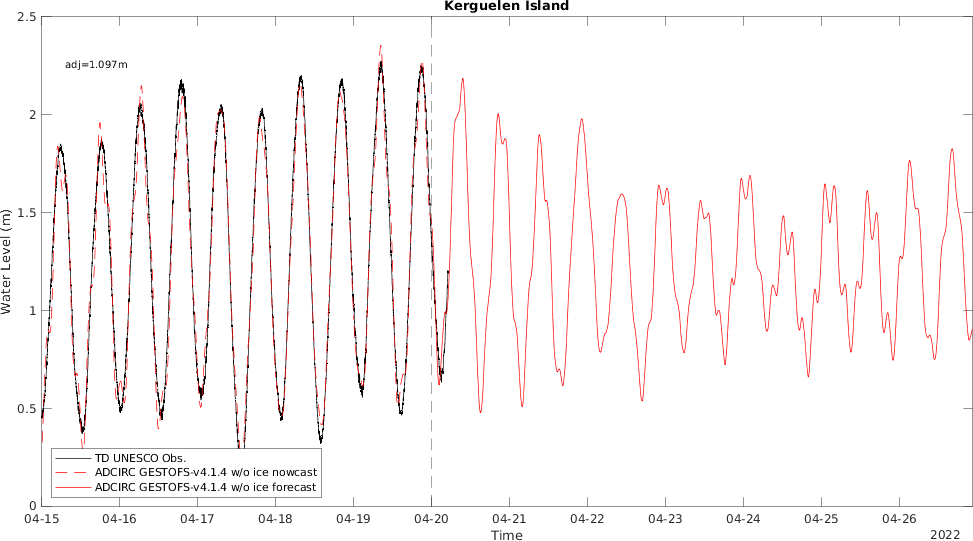 Kerguelen Island
2.5
adj=1.097m
2
1.5
Water Level (m)
1
0.5
TD UNESCO Obs.
ADCIRC GESTOFS-v4.1.4 w/o ice nowcast
ADCIRC GESTOFS-v4.1.4 w/o ice forecast
0
04-15 04-16 04-17 04-18 04-19 04-20 04-21 04-22 04-23 04-24 04-25 04-26
Time
2022